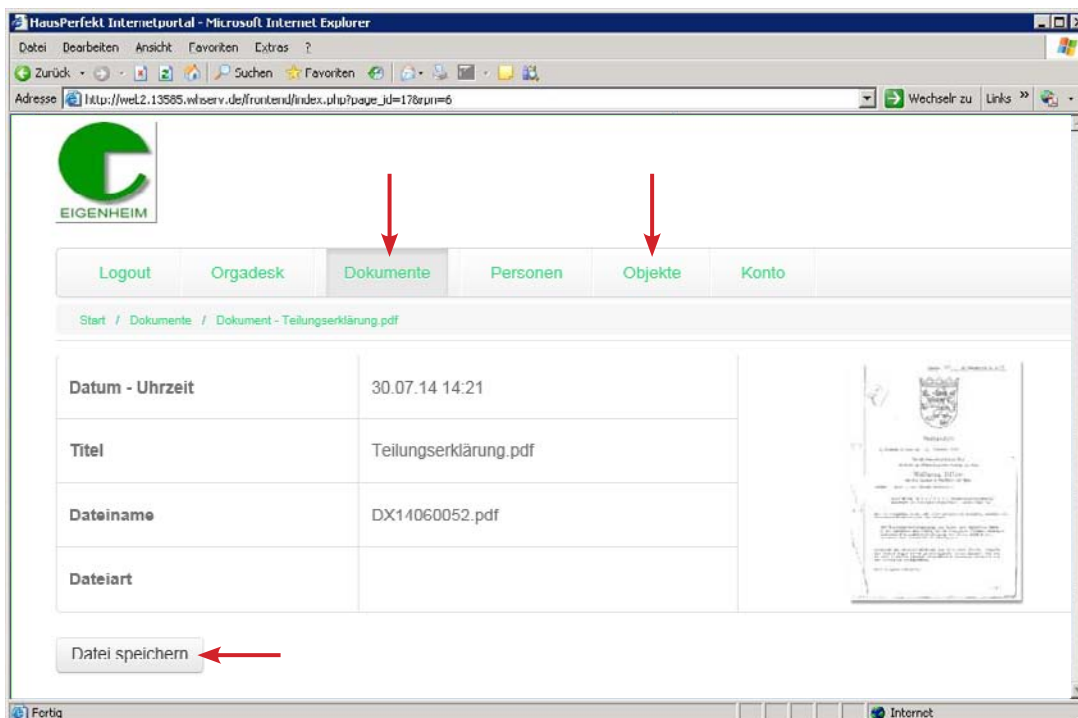 HausPerfekt Internetportal - Microsoft Internet Explorer
Datei Bearbeiten Ansicht Favoriten Extras ?
Zurück Suchen Favoriten
Adresse http://web2.13585.whserv.de/frontend/index.php?page_id=17&rpn=6 Wechseln zu Links »
EIGENHEIM
Logout Orgadesk Dokumente Personen Objekte Konto
Start / Dokumente / Dokument - Teilungserklärung.pdf
Datum - Uhrzeit 30.07.14 14:21
Titel Teilungserklärung.pdf
Dateiname DX14060052.pdf
Dateiart
Datei speichern
Fertig Internet